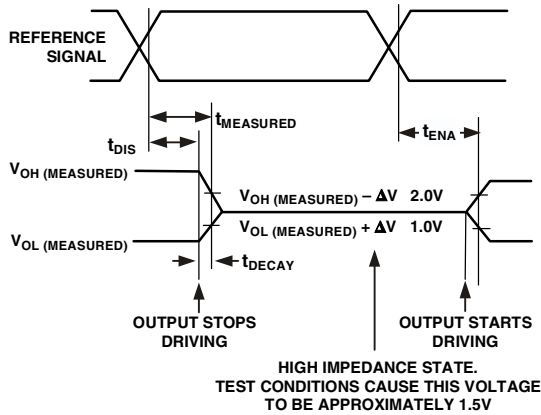 REFERENCE
SIGNAL
tMEASURED
tDIS
tENA
VOH (MEASURED)
VOH (MEASURED) – ΔV 2.0V
VOL (MEASURED) + ΔV 1.0V
VOL (MEASURED)
tDECAY
OUTPUT STOPS
DRIVING
OUTPUT STARTS
DRIVING
HIGH IMPEDANCE STATE.
TEST CONDITIONS CAUSE THIS VOLTAGE
TO BE APPROXIMATELY 1.5V